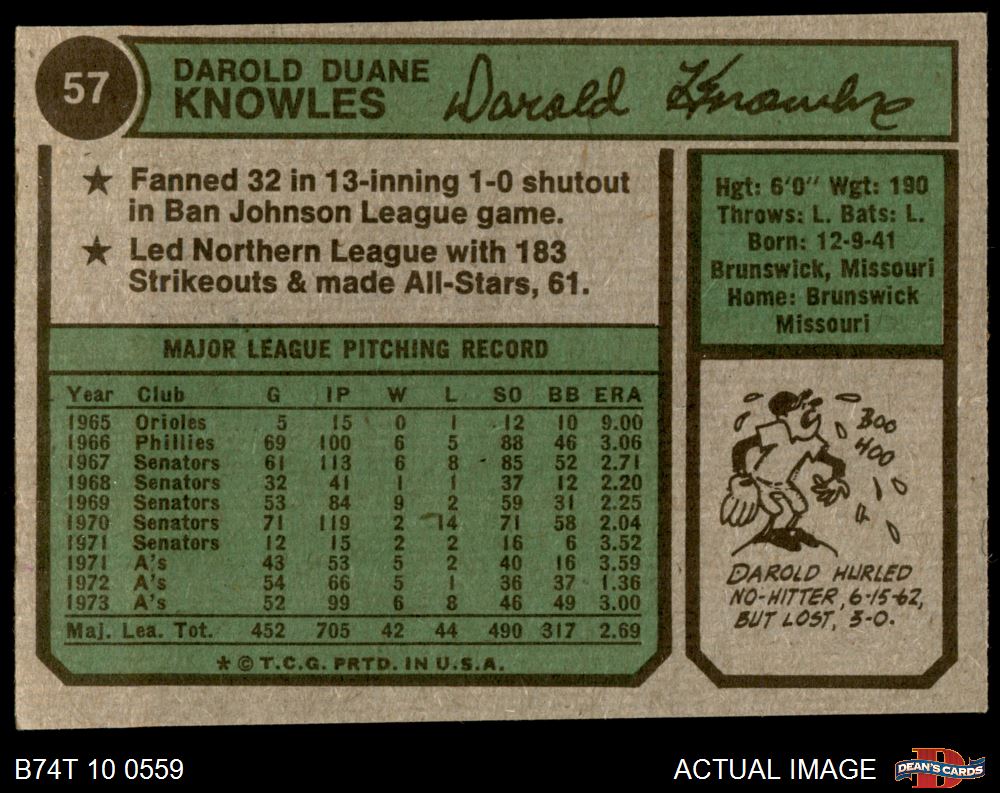 57
DAROLD DUANE
KNOWLES
Darold Knowles
★ Fanned 32 in 13-inning 1-0 shutout
in Ban Johnson League game.
★ Led Northern League with 183
Strikeouts & made All-Stars, 61.
MAJOR LEAGUE PITCHING RECORD
Year Club G IP W L SO BB ERA
1965 Orioles 5 15 0 1 12 10 9.00
1966 Phillies 69 100 6 5 88 46 3.06
1967 Senators 61 113 6 8 85 52 2.71
1968 Senators 32 41 1 1 37 12 2.20
1969 Senators 53 84 9 2 59 31 2.25
1970 Senators 71 119 2 14 71 58 2.04
1971 Senators 12 15 2 2 16 6 3.52
1971 A's 43 53 5 2 40 16 3.59
1972 A's 54 66 5 1 36 37 1.36
1973 A's 52 99 6 8 46 49 3.00
Maj. Lea. Tot. 452 705 42 44 490 317 2.69
★ © T.C.G. PRTD. IN U.S.A.
Hgt: 6'0" Wgt: 190
Throws: L. Bats: L.
Born: 12-9-41
Brunswick, Missouri
Home: Brunswick
Missouri
BOO
HOO
!
DAROLD HURLED
NO-HITTER, 6-15-62,
BUT LOST, 3-0.
B74T 10 0559
ACTUAL IMAGE
DEAN'S CARDS